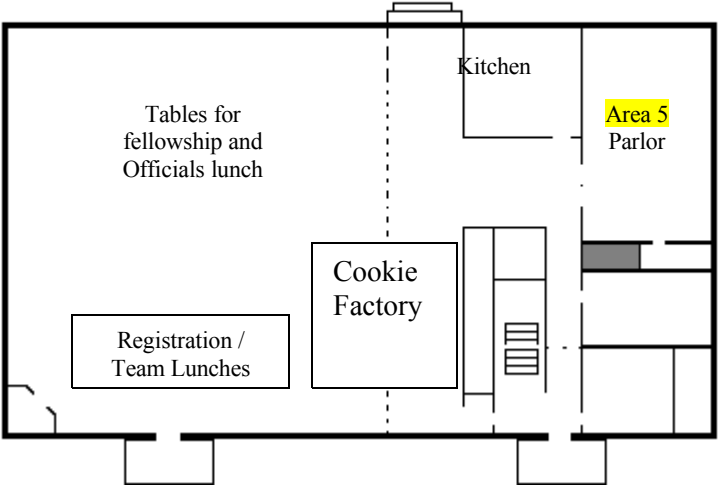 Kitchen
Tables for
fellowship and
Officials lunch
Area 5
Parlor
Cookie
Factory
Registration /
Team Lunches